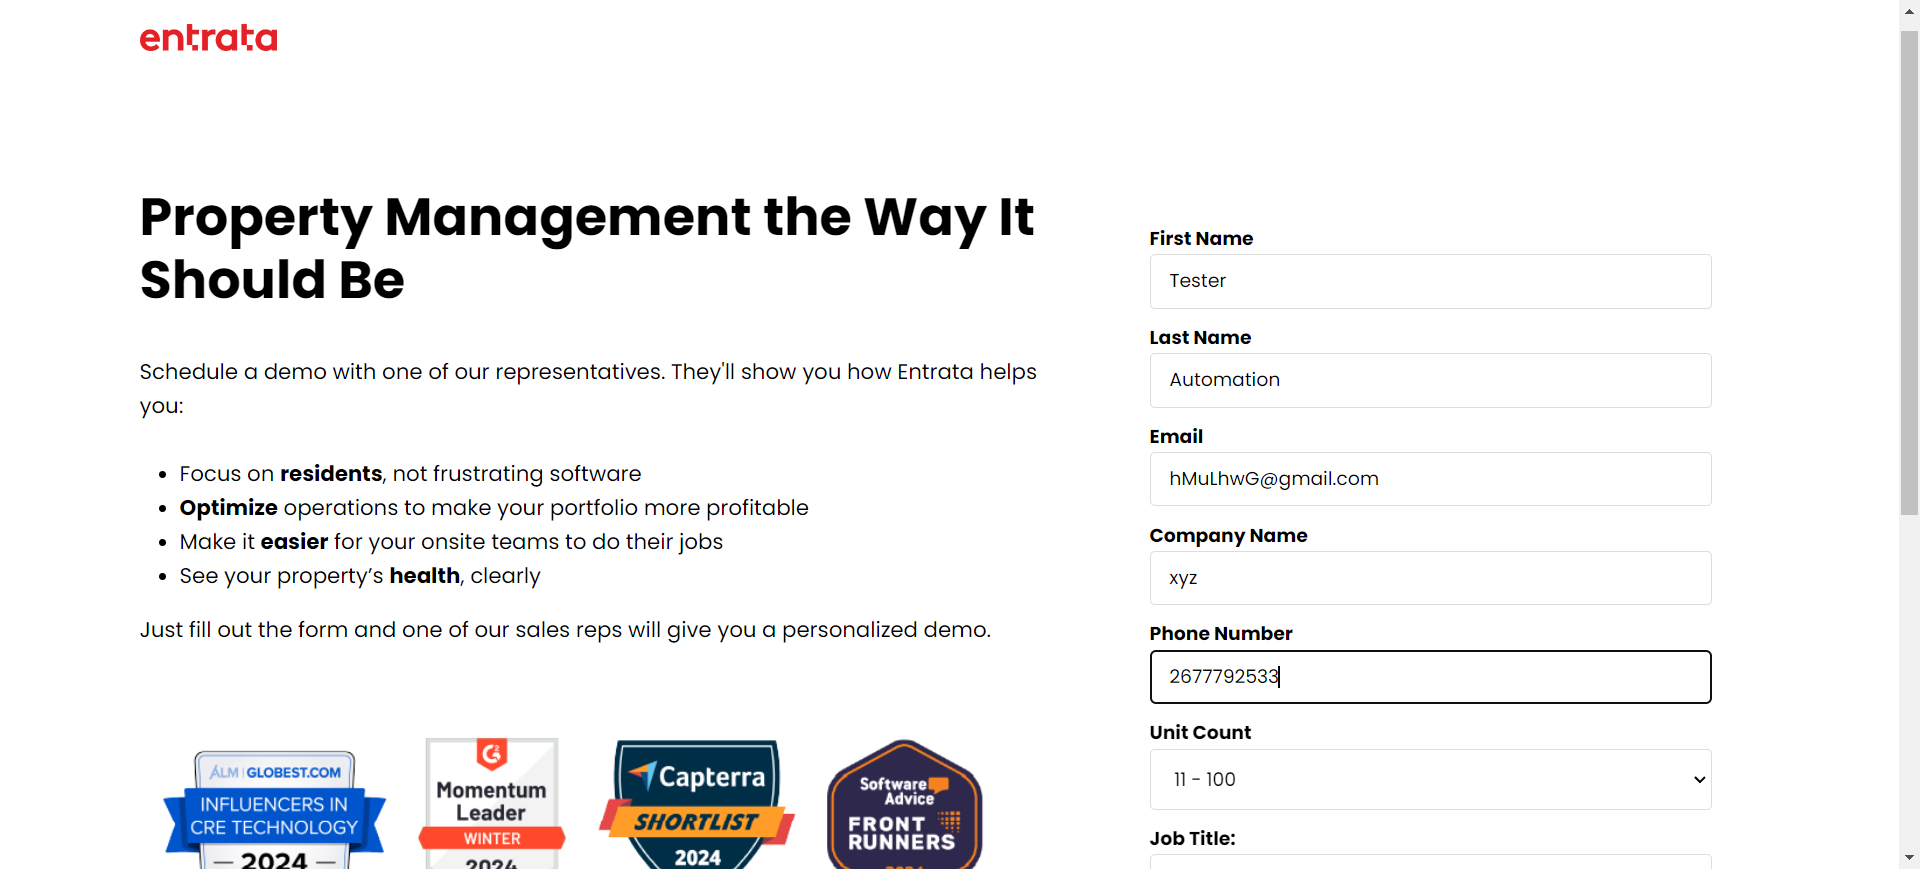 entrata
Property Management the Way It
Should Be
Schedule a demo with one of our representatives. They'll show you how Entrata helps
you:
Focus on residents, not frustrating software
Optimize operations to make your portfolio more profitable
Make it easier for your onsite teams to do their jobs
See your property’s health, clearly
Just fill out the form and one of our sales reps will give you a personalized demo.
ALM | GLOBEST.COM
INFLUENCERS IN
CRE TECHNOLOGY
— 2024 —
G2
Momentum
Leader
WINTER
2024
Capterra
SHORTLIST
2024
Software
Advice
FRONT
RUNNERS
2024
First Name
Tester
Last Name
Automation
Email
hMuLhwG@gmail.com
Company Name
xyz
Phone Number
2677792533
Unit Count
11 - 100
Job Title: